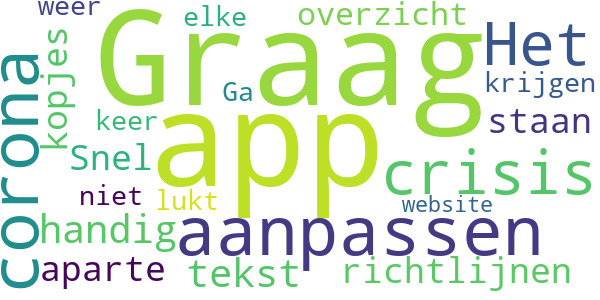 weer
elke
overzicht
Graag
Het
corona
kopjes
Ga
krijgen
keer
app
staan
Snel
crisis
niet
lukt
website
handig
aanpassen
aparte
tekst
richtlijnen